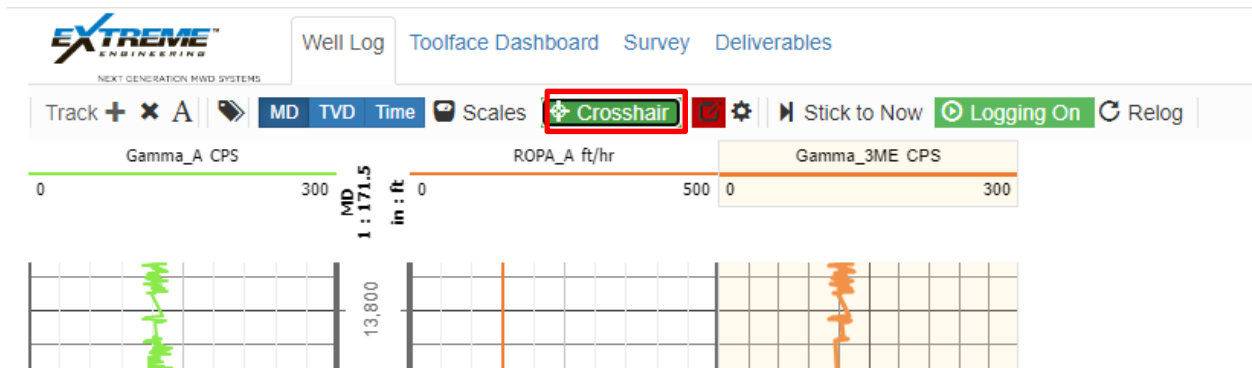 EXTREME™
ENGINEERING
NEXT GENERATION MWD SYSTEMS
Well Log Toolface Dashboard Survey Deliverables
Track A MD TVD Time Scales Crosshair Stick to Now Logging On Relog
Gamma_A CPS
0 300
MD
1 : 171.5
in : ft
ROPA_A ft/hr
0 500
Gamma_3ME CPS
0 300
13,800